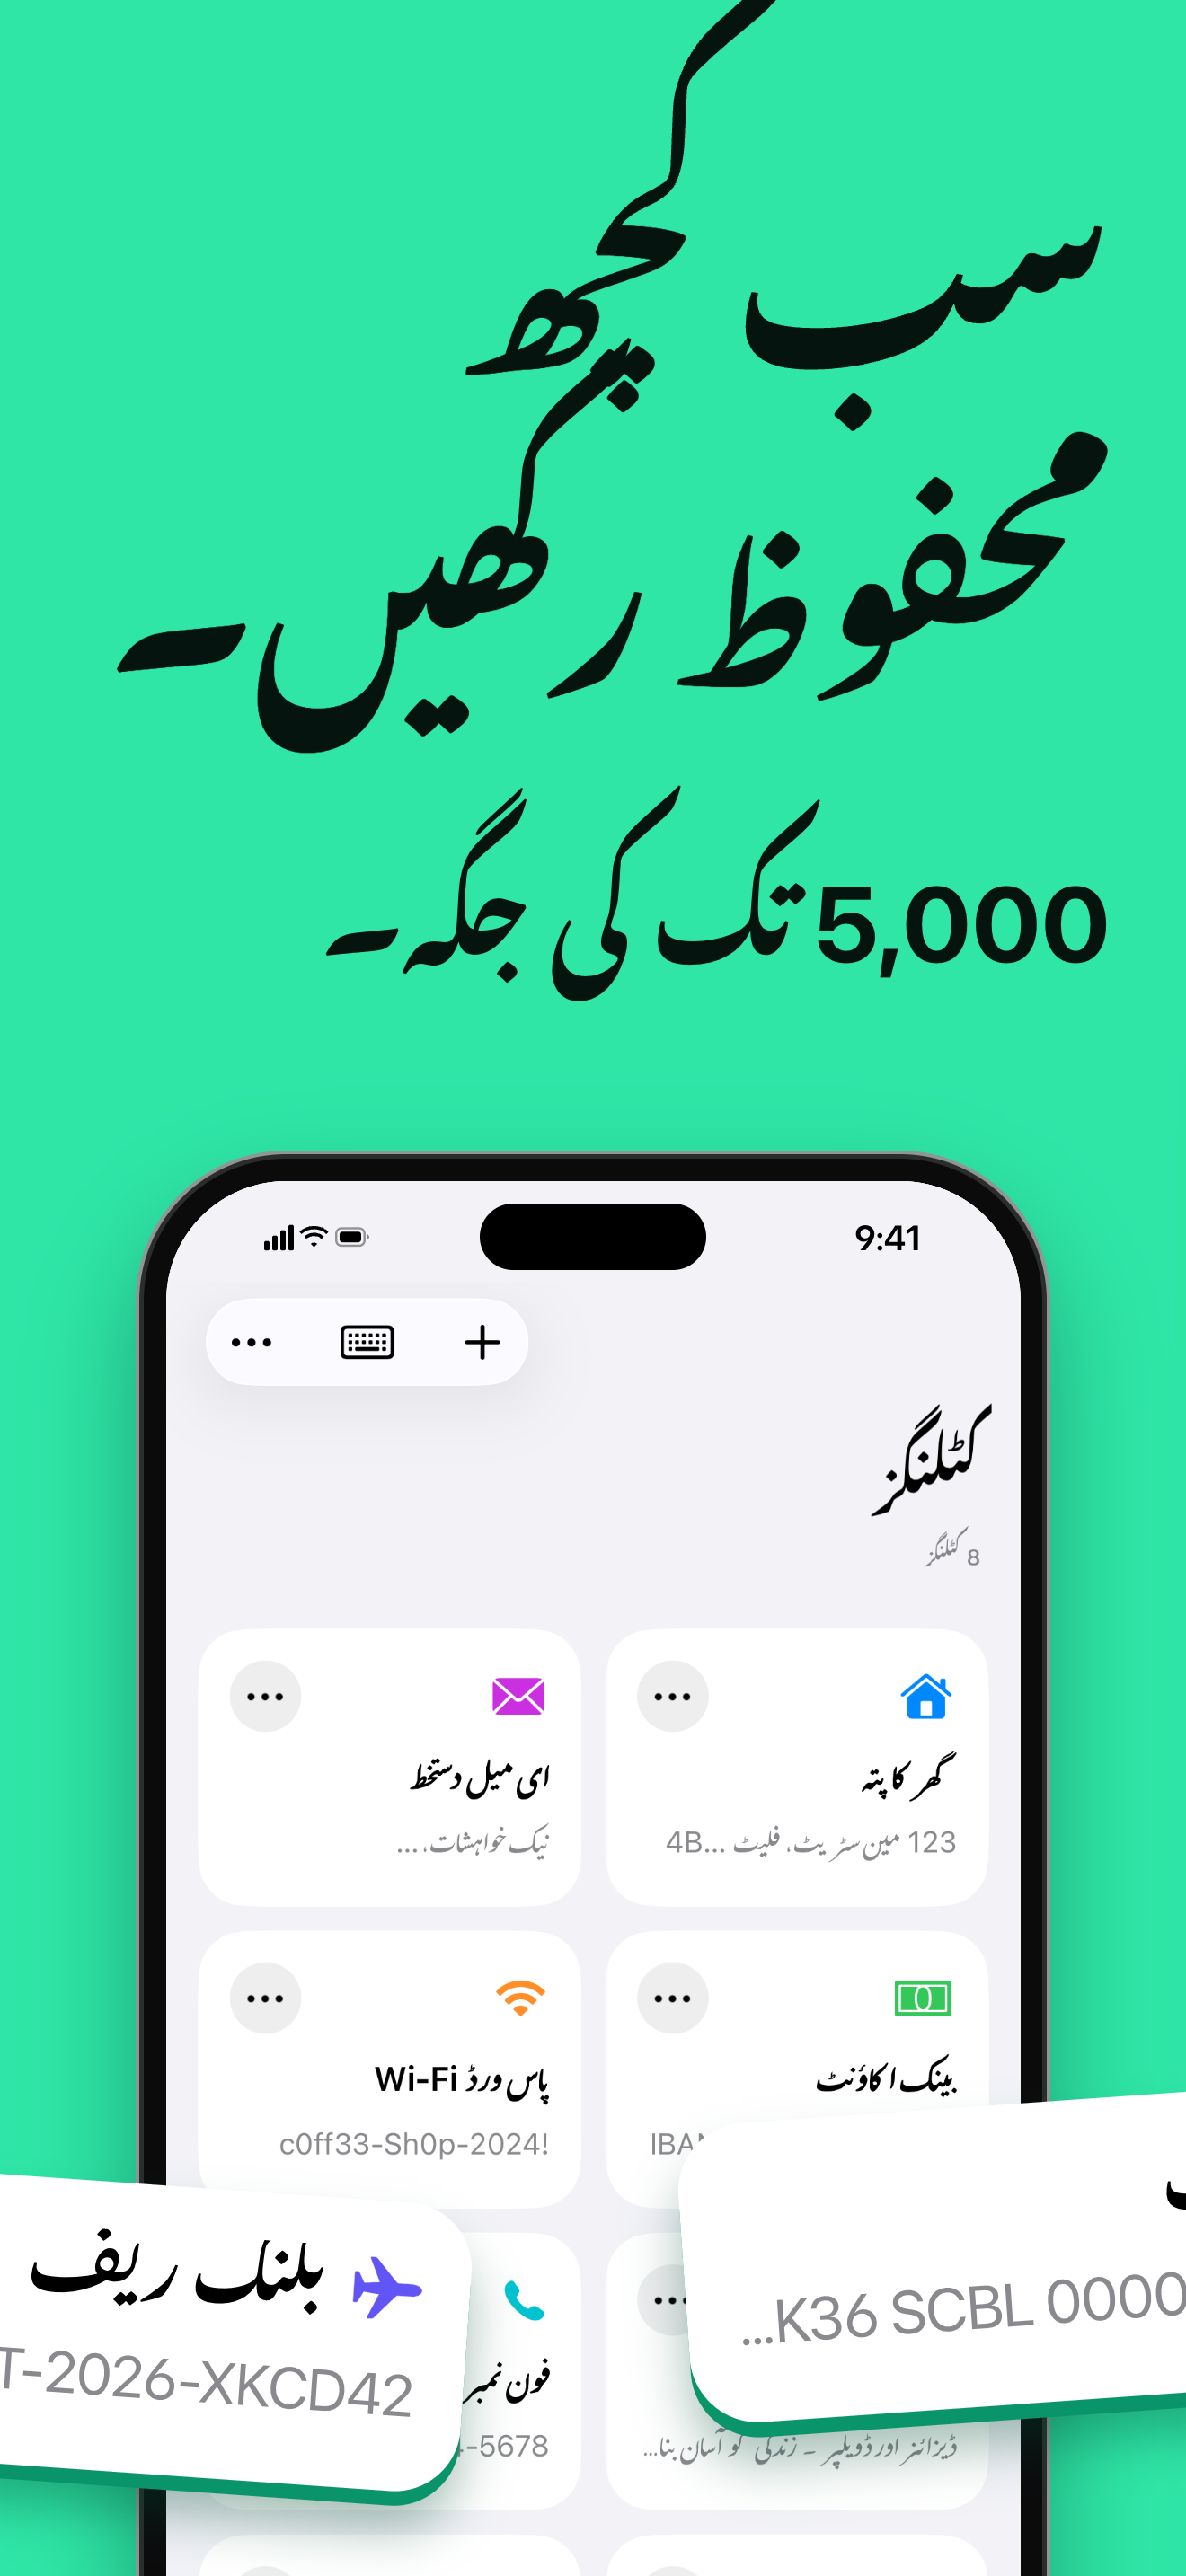 سب کچھ
محفوظ رکھیں۔
5,000 تک کی جگہ۔
9:41
کٹلنگز
8 کٹلنگز
گھر کا پتہ
123 مین سٹریٹ، فلیٹ 4B...
ای میل دستخط
نیک خواہشات، ...
بینک اکاؤنٹ
Wi-Fi پاس ورڈ
c0ff33-Sh0p-2024!
...K36 SCBL 0000
بلنک ریف
T-2026-XKCD42
فون نمبر
-5678
ڈیزائنر اور ڈویلپر ۔ زندگی کو آسان بنا...